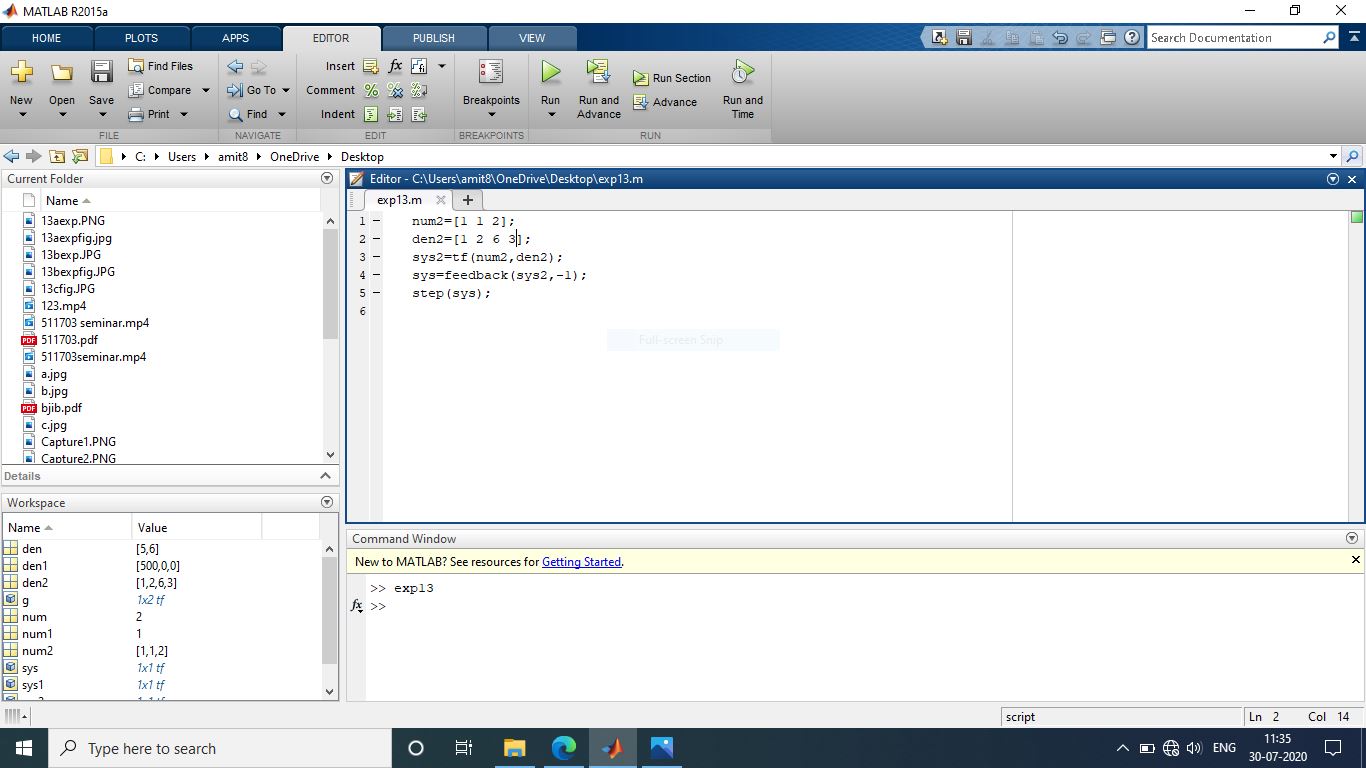 MATLAB R2015a
HOME PLOTS APPS EDITOR PUBLISH VIEW Search Documentation
New Open Save Find Files Compare Print
Go To Find
Insert fx Comment Indent
Breakpoints
Run Run and Advance Run Section Advance Run and Time
FILE NAVIGATE EDIT BREAKPOINTS RUN
C: Users amit8 OneDrive Desktop
Current Folder
Name
13aexp.PNG
13aexpfig.jpg
13bexp.JPG
13bexpfig.JPG
13cfig.JPG
123.mp4
511703 seminar.mp4
PDF 511703.pdf
511703seminar.mp4
a.jpg
b.jpg
PDF bjib.pdf
c.jpg
Capture1.PNG
Capture2.PNG
Details
Workspace
Name Value
den [5,6]
den1 [500,0,0]
den2 [1,2,6,3]
g 1x2 tf
num 2
num1 1
num2 [1,1,2]
sys 1x1 tf
sys1 1x1 tf
Editor - C:\Users\amit8\OneDrive\Desktop\exp13.m
exp13.m
1 num2=[1 1 2];
2 den2=[1 2 6 3];
3 sys2=tf(num2,den2);
4 sys=feedback(sys2,-1);
5 step(sys);
6
Full-screen Snip
Command Window
New to MATLAB? See resources for Getting Started.
>> exp13
fx >>
script Ln 2 Col 14
Type here to search
ENG 11:35
30-07-2020